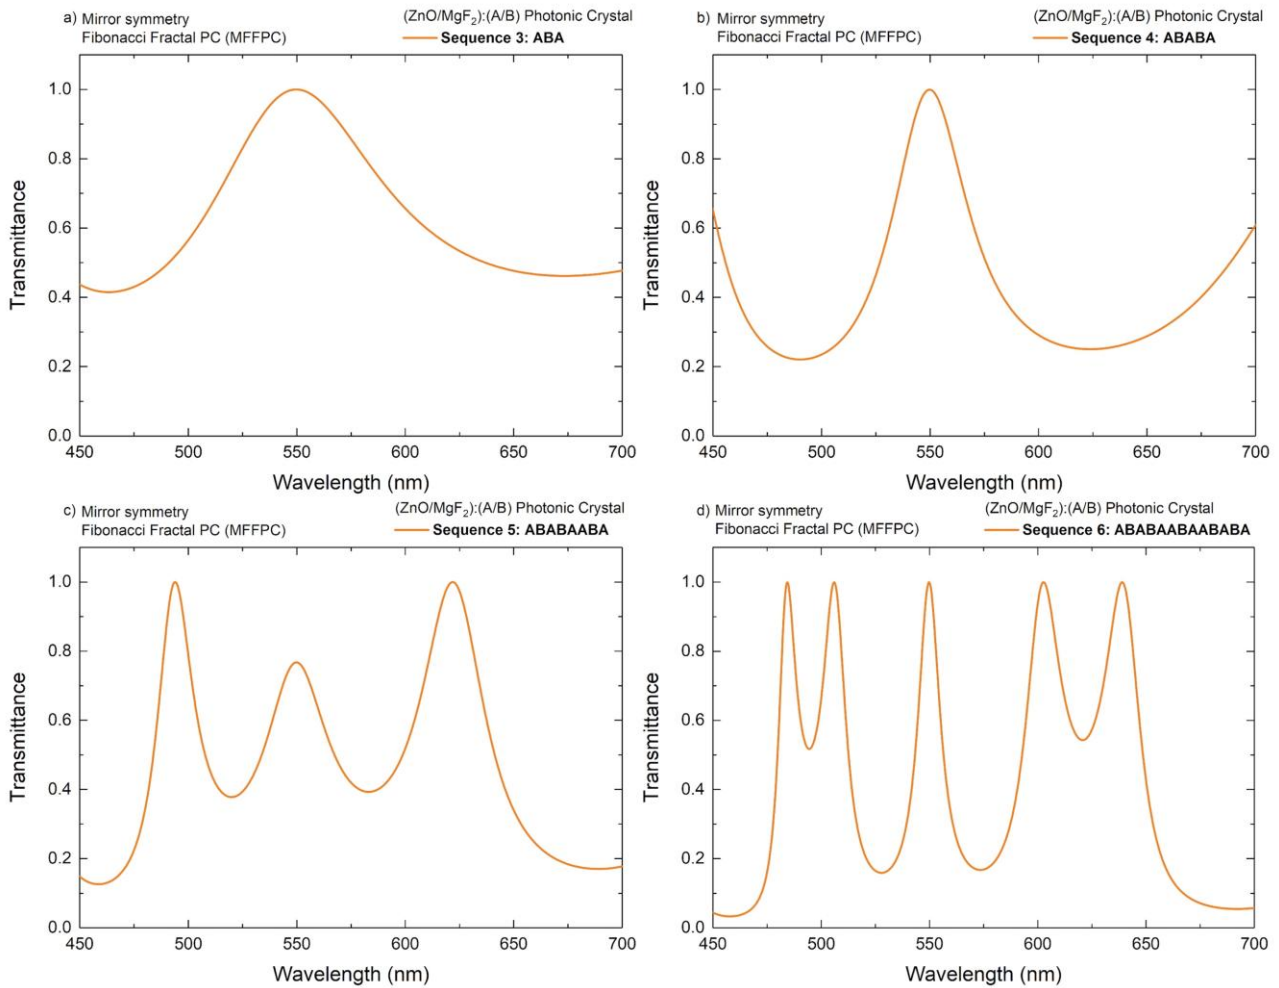 a) Mirror symmetry
Fibonacci Fractal PC (MFFPC)
(ZnO/MgF₂):(A/B) Photonic Crystal
Sequence 3: ABA
1.0
0.8
0.6
0.4
0.2
0.0
Transmittance
450 500 550 600 650 700
Wavelength (nm)
b) Mirror symmetry
Fibonacci Fractal PC (MFFPC)
(ZnO/MgF₂):(A/B) Photonic Crystal
Sequence 4: ABABA
1.0
0.8
0.6
0.4
0.2
0.0
Transmittance
450 500 550 600 650 700
Wavelength (nm)
c) Mirror symmetry
Fibonacci Fractal PC (MFFPC)
(ZnO/MgF₂):(A/B) Photonic Crystal
Sequence 5: ABABAABA
1.0
0.8
0.6
0.4
0.2
0.0
Transmittance
450 500 550 600 650 700
Wavelength (nm)
d) Mirror symmetry
Fibonacci Fractal PC (MFFPC)
(ZnO/MgF₂):(A/B) Photonic Crystal
Sequence 6: ABABAABAABABA
1.0
0.8
0.6
0.4
0.2
0.0
Transmittance
450 500 550 600 650 700
Wavelength (nm)